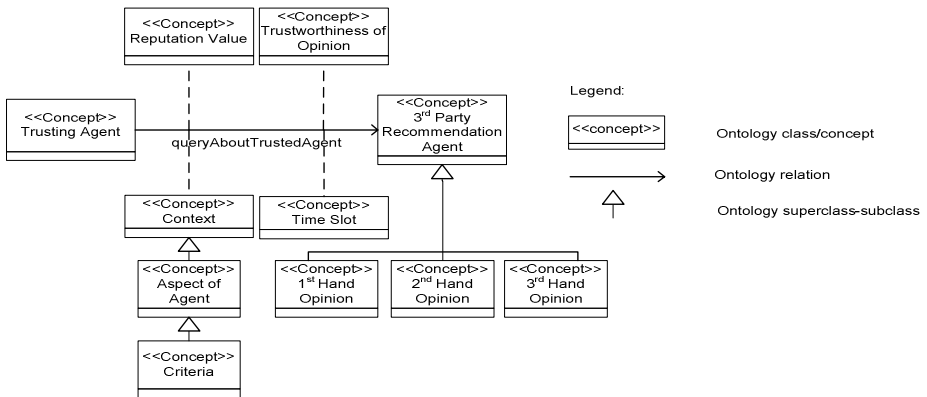 <<Concept>>
Reputation Value
<<Concept>>
Trustworthiness of
Opinion
<<Concept>>
Trusting Agent
queryAboutTrustedAgent
<<Concept>>
3rd Party
Recommendation
Agent
<<Concept>>
Context
<<Concept>>
Time Slot
<<Concept>>
Aspect of
Agent
<<Concept>>
1st Hand
Opinion
<<Concept>>
2nd Hand
Opinion
<<Concept>>
3rd Hand
Opinion
<<Concept>>
Criteria
Legend:
<<concept>>
Ontology class/concept
Ontology relation
Ontology superclass-subclass